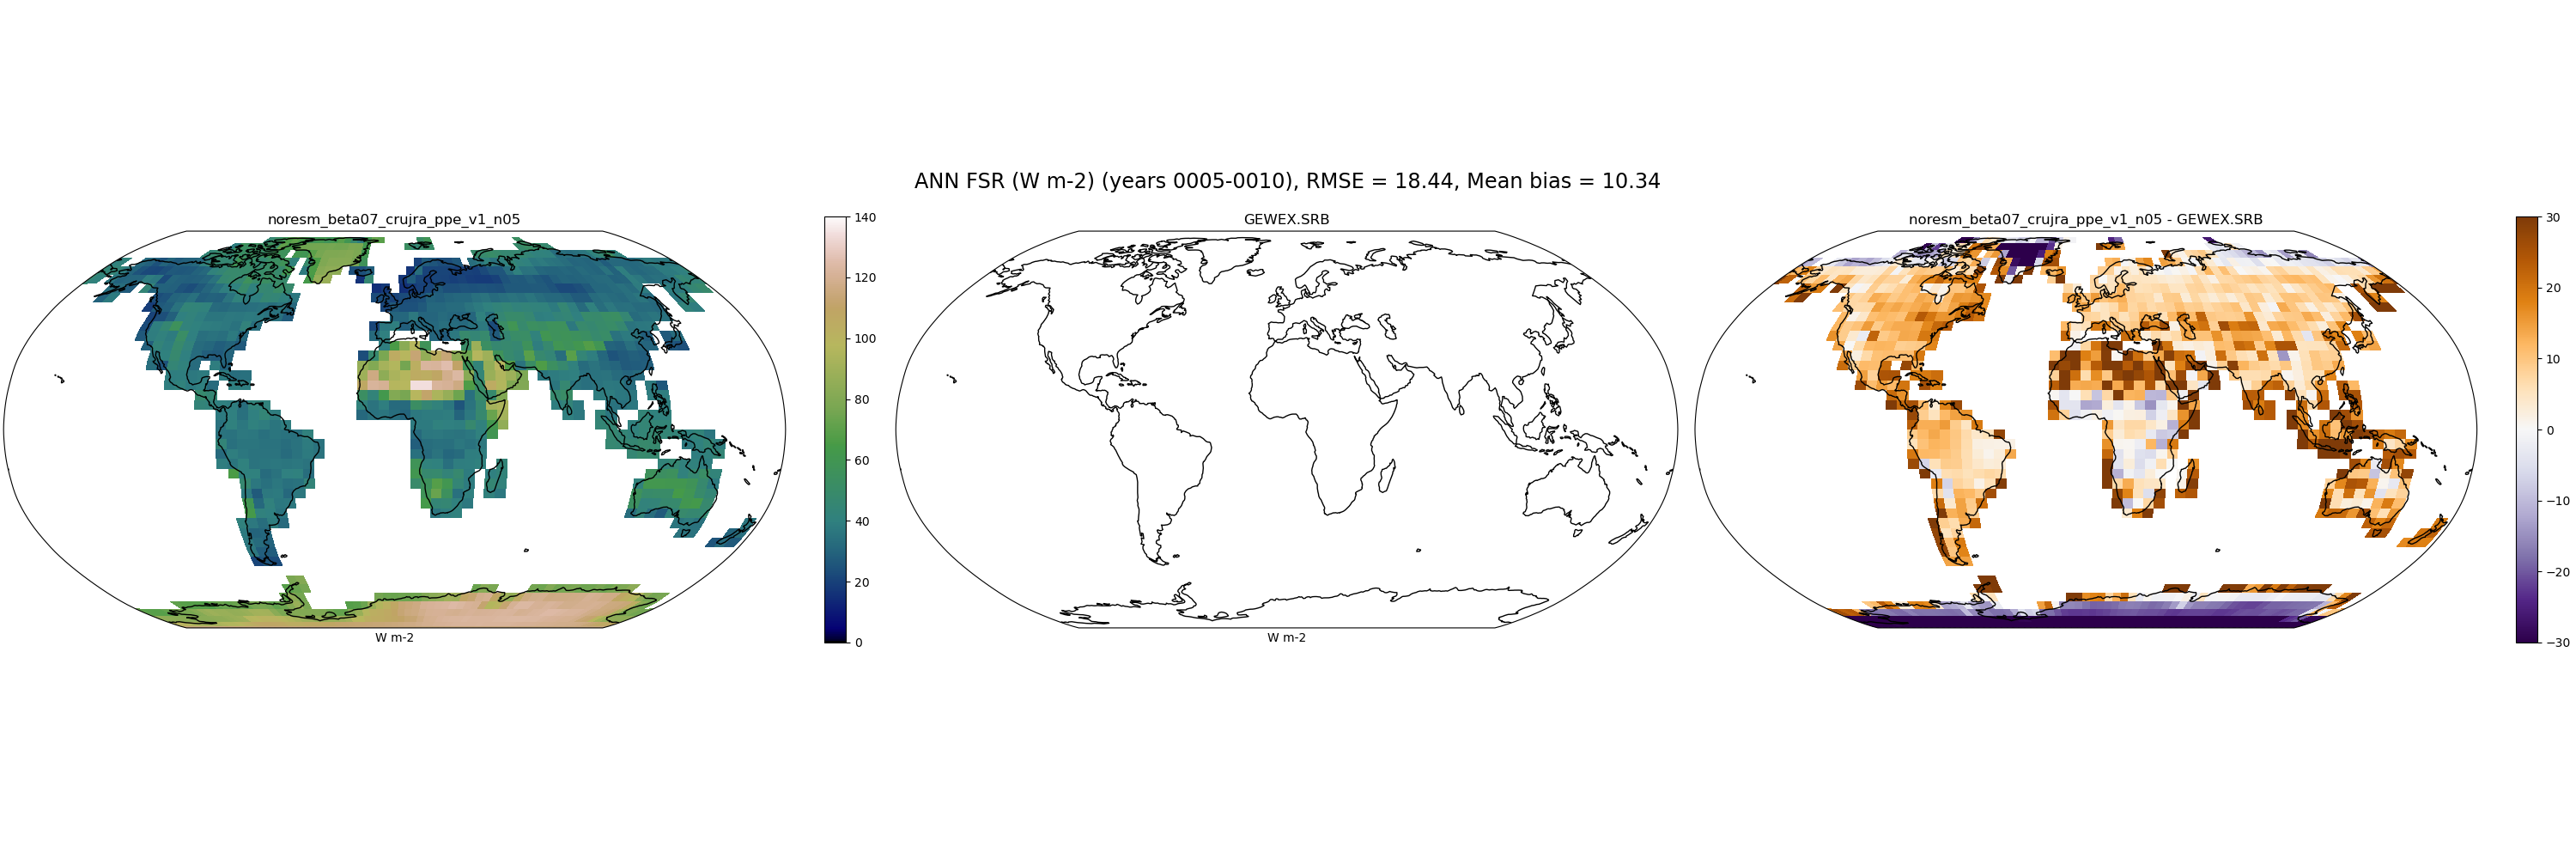 ANN FSR (W m-2) (years 0005-0010), RMSE = 18.44, Mean bias = 10.34
noresm_beta07_crujra_ppe_v1_n05
GEWEX.SRB
noresm_beta07_crujra_ppe_v1_n05 - GEWEX.SRB
140
120
100
80
60
40
20
0
30
20
10
0
−10
−20
−30
W m-2
W m-2